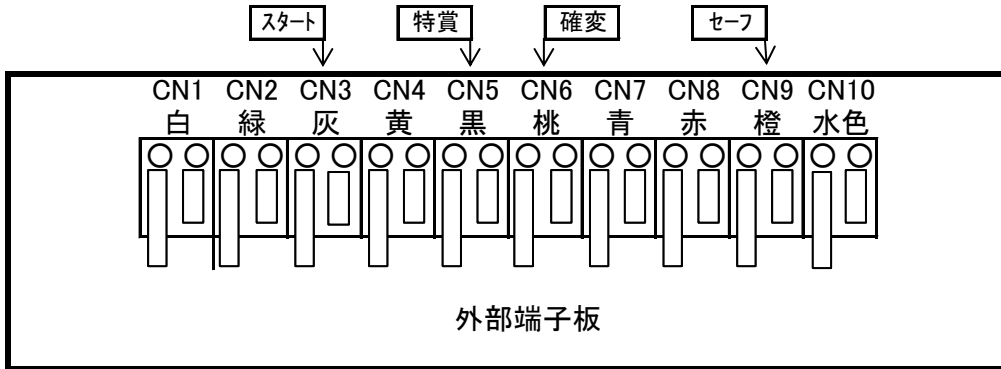 スタート 特賞 確変 セーフ
CN1 CN2 CN3 CN4 CN5 CN6 CN7 CN8 CN9 CN10
白 緑 灰 黄 黒 桃 青 赤 橙 水色
外部端子板